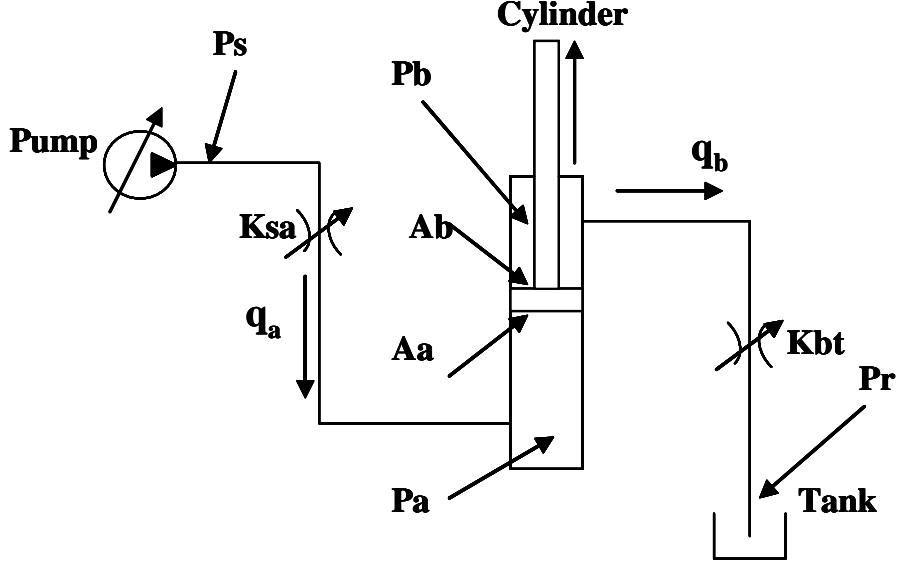 Cylinder
Ps
Pb
Pump
qb
Ksa
Ab
qa
Aa
Kbt
Pr
Pa
Tank